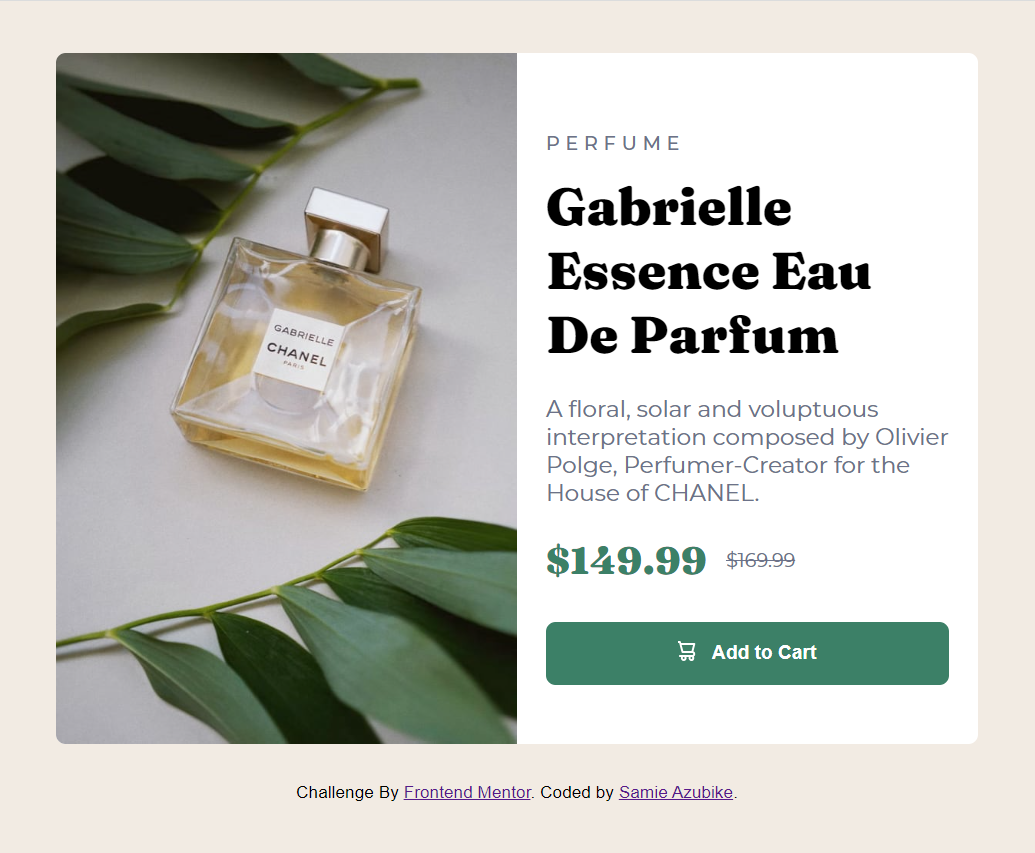 PERFUME
Gabrielle
Essence Eau
De Parfum
GABRIELLE
CHANEL
PARIS
A floral, solar and voluptuous
interpretation composed by Olivier
Polge, Perfumer-Creator for the
House of CHANEL.
$149.99 $169.99
Add to Cart
Challenge By Frontend Mentor. Coded by Samie Azubike.